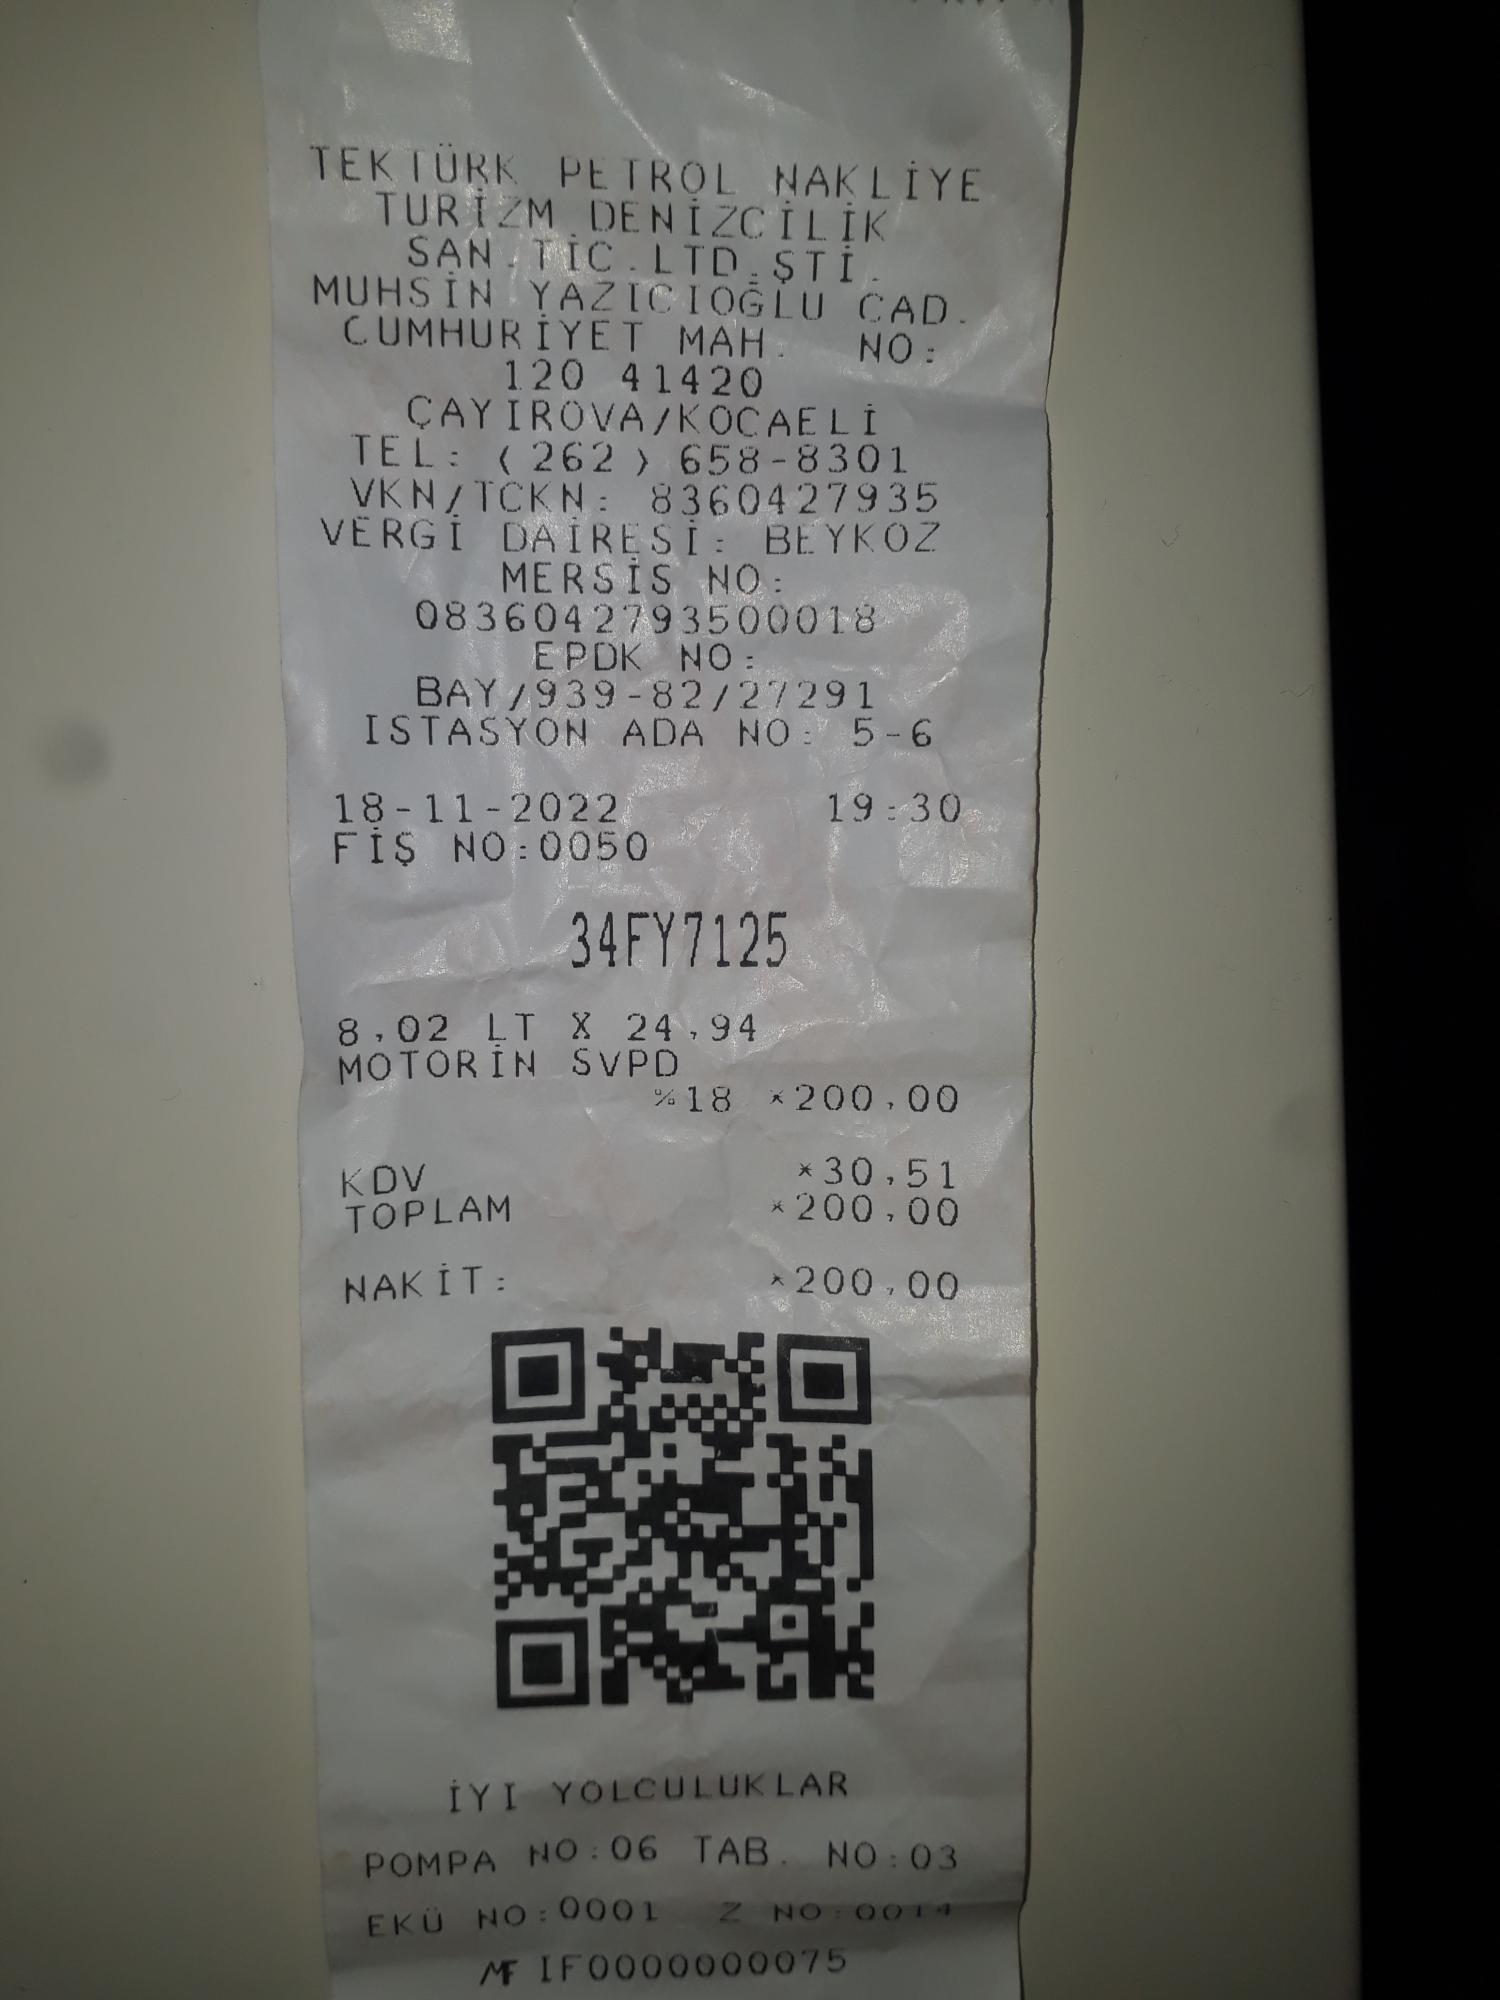 TEKTÜRK PETROL NAKLİYE
TURİZM DENİZCİLİK
SAN.TİC.LTD.ŞTİ.
MUHSİN YAZICIOĞLU CAD.
CUMHURİYET MAH. NO:
120 41420
ÇAYIROVA/KOCAELİ
TEL: (262) 658-8301
VKN/TCKN: 8360427935
VERGİ DAİRESİ: BEYKOZ
MERSİS NO:
0836042793500018
EPDK NO:
BAY/939-82/27291
ISTASYON ADA NO: 5-6
18-11-2022 19:30
FİŞ NO:0050
34FY7125
8,02 LT X 24,94
MOTORİN SVPD
%18 *200,00
KDV *30,51
TOPLAM *200,00
NAKİT: *200,00
İYİ YOLCULUKLAR
POMPA NO:06 TAB. NO:03
EKÜ NO:0001 Z NO:0014
MF IF0000000075